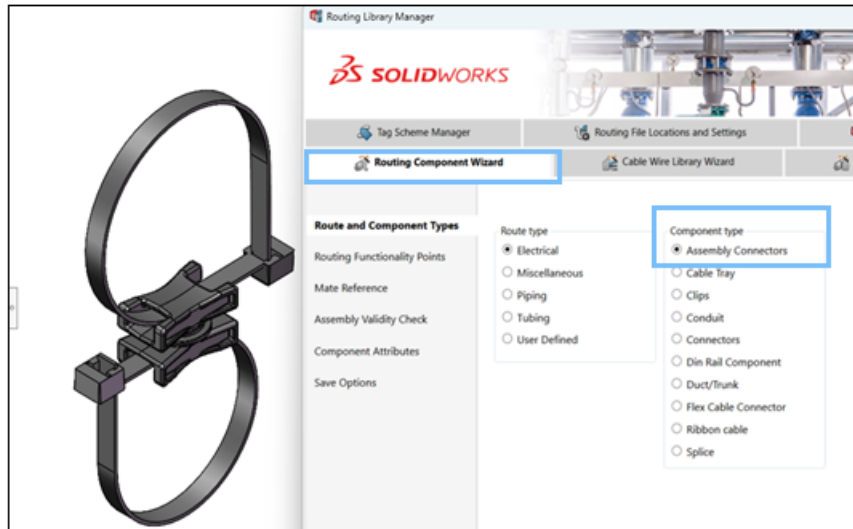 Routing Library Manager
SOLIDWORKS
Tag Scheme Manager
Routing File Locations and Settings
Routing Component Wizard
Cable Wire Library Wizard
Route and Component Types
Routing Functionality Points
Mate Reference
Assembly Validity Check
Component Attributes
Save Options
Route type
Electrical
Miscellaneous
Piping
Tubing
User Defined
Component type
Assembly Connectors
Cable Tray
Clips
Conduit
Connectors
Din Rail Component
Duct/Trunk
Flex Cable Connector
Ribbon cable
Splice